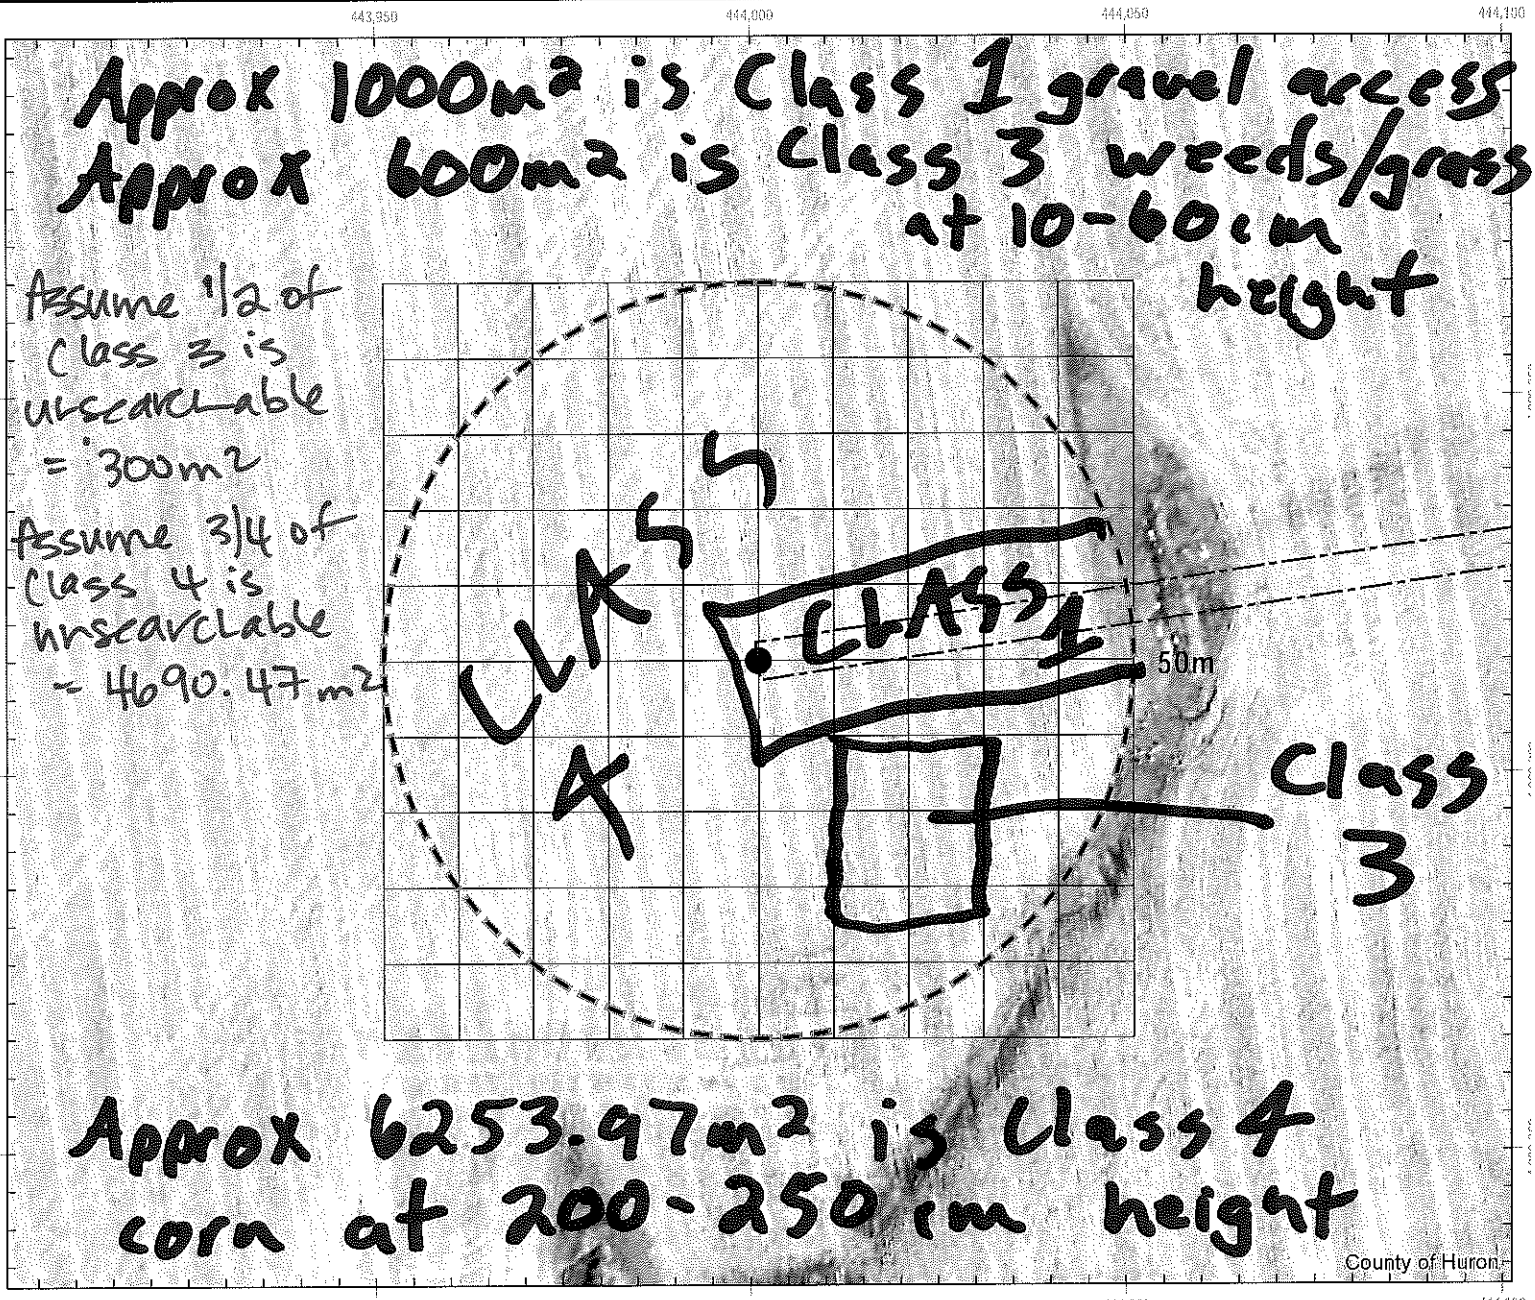 443,950 444,000 444,050 444,100
Approx 1000m² is Class 1 gravel access
Approx 600m² is Class 3 weeds/grass
at 10-60cm
height
Assume 1/2 of
Class 3 is
unsearchable
= 300m²
Assume 3/4 of
Class 4 is
unsearchable
= 4690.47m²
CLASS
4
CLASS 1
50m
Class
3
Approx 6253.97m² is Class 4
corn at 200-250 cm height
County of Huron